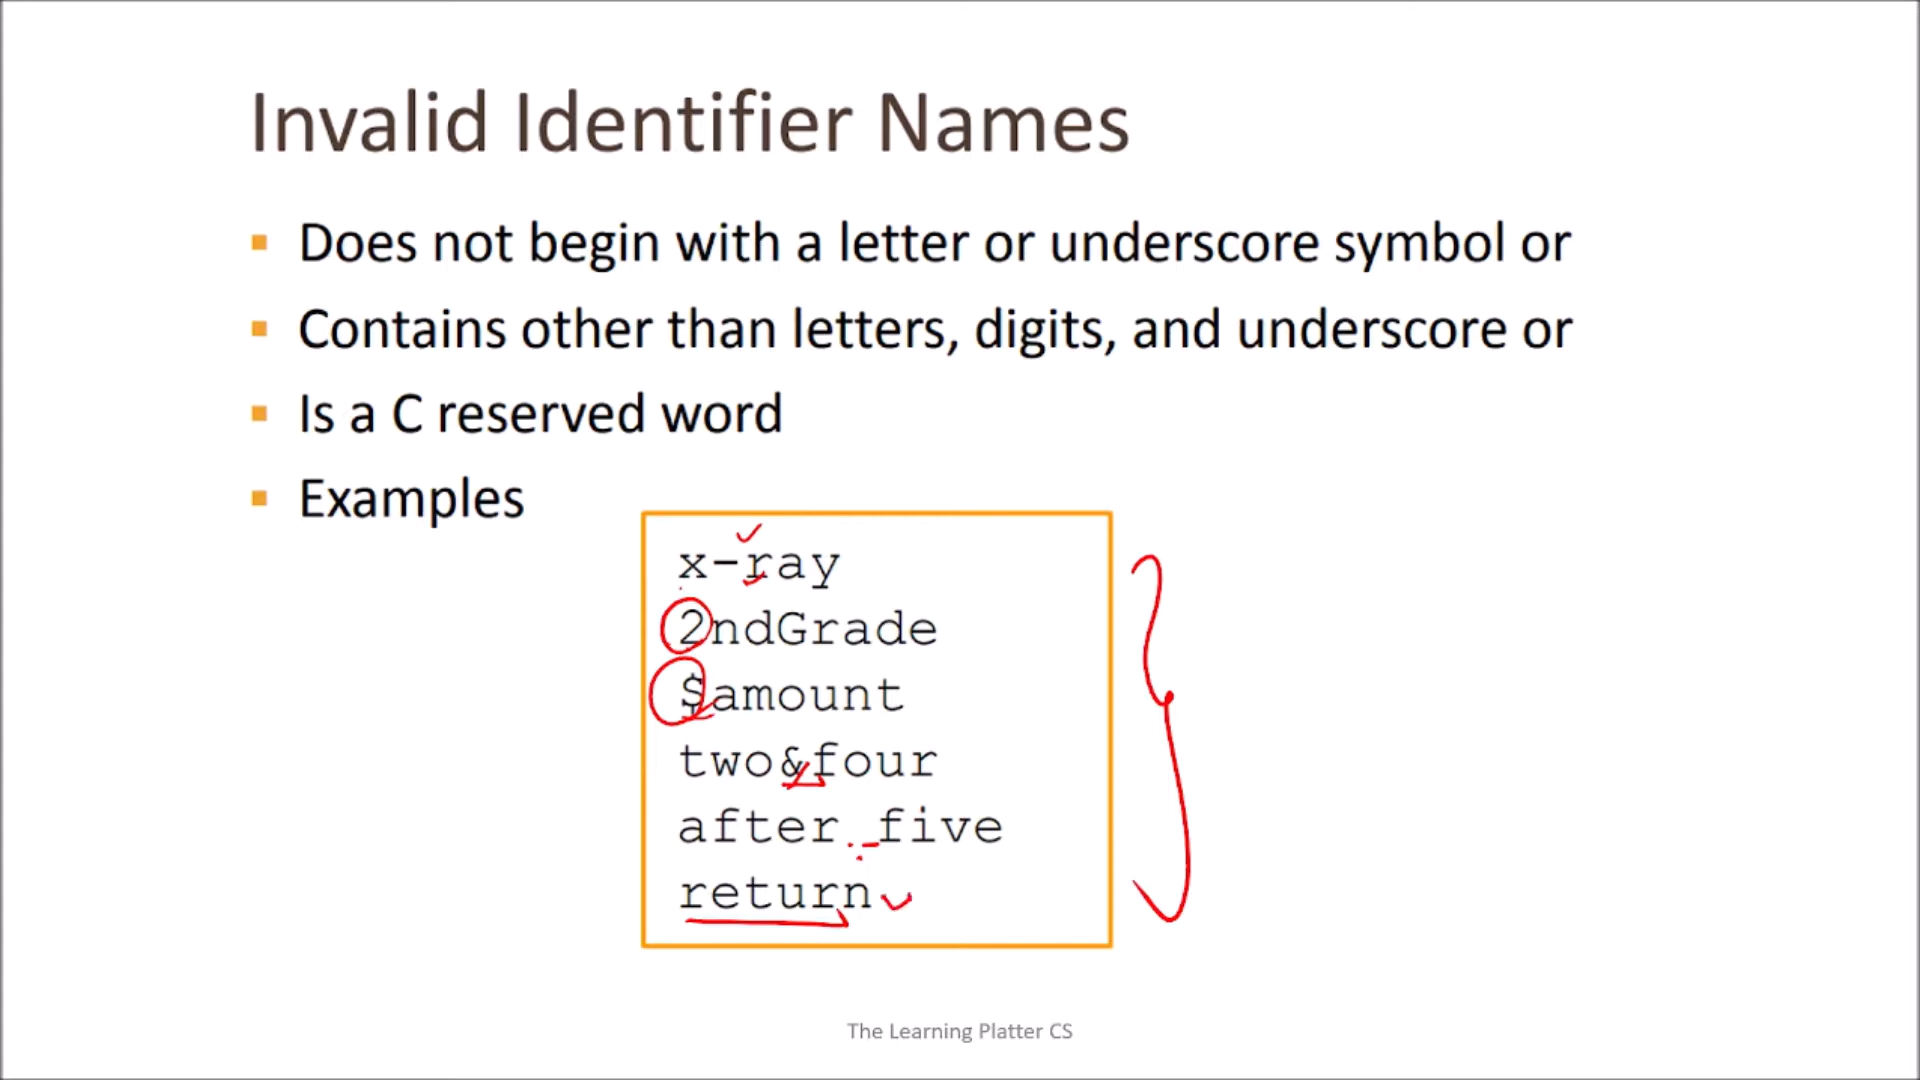 Invalid Identifier Names
Does not begin with a letter or underscore symbol or
Contains other than letters, digits, and underscore or
Is a C reserved word
Examples
x-ray
2ndGrade
$amount
two&four
after five
return
The Learning Platter CS